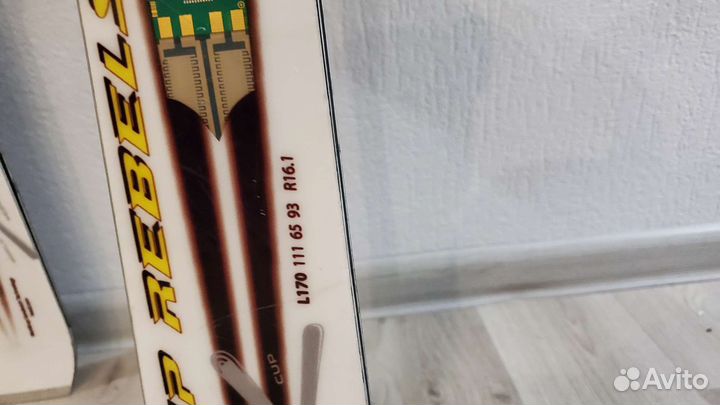 REBELS
L170 111 65 93 R16.1
CUP
Avito